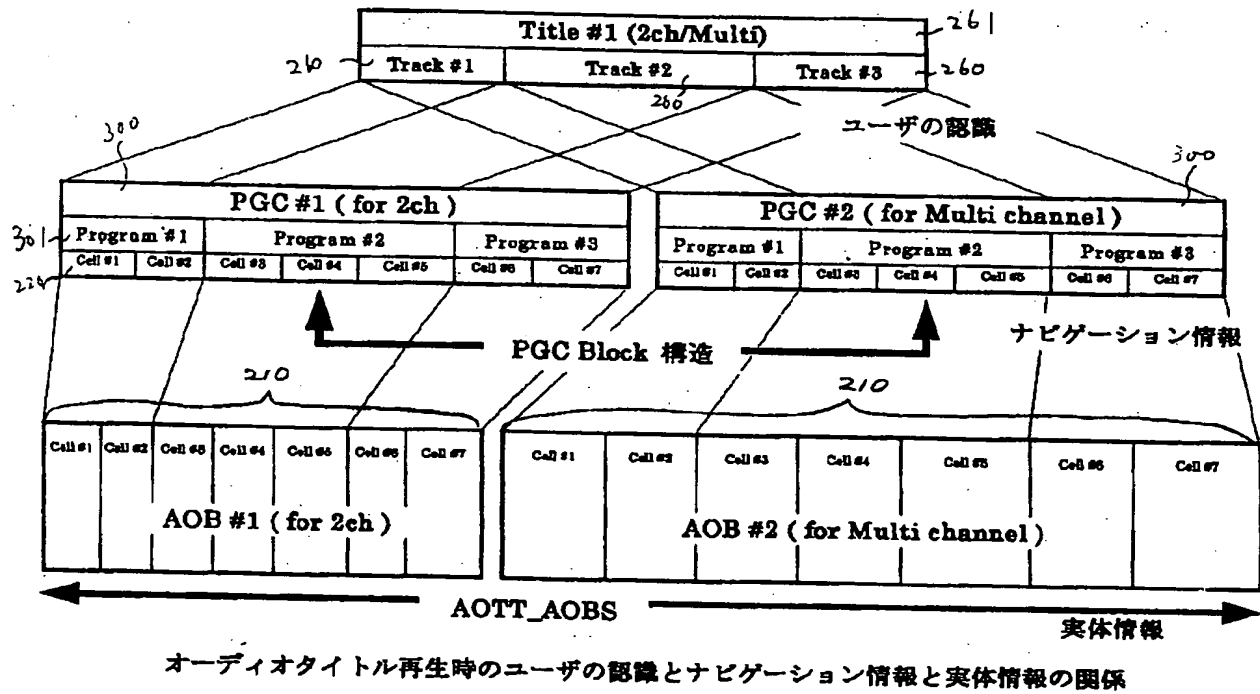 Title #1 (2ch/Multi)
261
260
Track #1
Track #2
Track #3
260
260
ユーザの認識
300
300
PGC #1 ( for 2ch )
PGC #2 ( for Multi channel )
301
Program #1
Program #2
Program #3
Program #1
Program #2
Program #3
224
Cell #1
Cell #2
Cell #3
Cell #4
Cell #5
Cell #6
Cell #7
Cell #1
Cell #2
Cell #3
Cell #4
Cell #5
Cell #6
Cell #7
ナビゲーション情報
PGC Block 構造
210
210
Cell #1
Cell #2
Cell #3
Cell #4
Cell #5
Cell #6
Cell #7
Cell #1
Cell #2
Cell #3
Cell #4
Cell #5
Cell #6
Cell #7
AOB #1 ( for 2ch )
AOB #2 ( for Multi channel )
AOTT_AOBS
実体情報
オーディオタイトル再生時のユーザの認識とナビゲーション情報と実体情報の関係